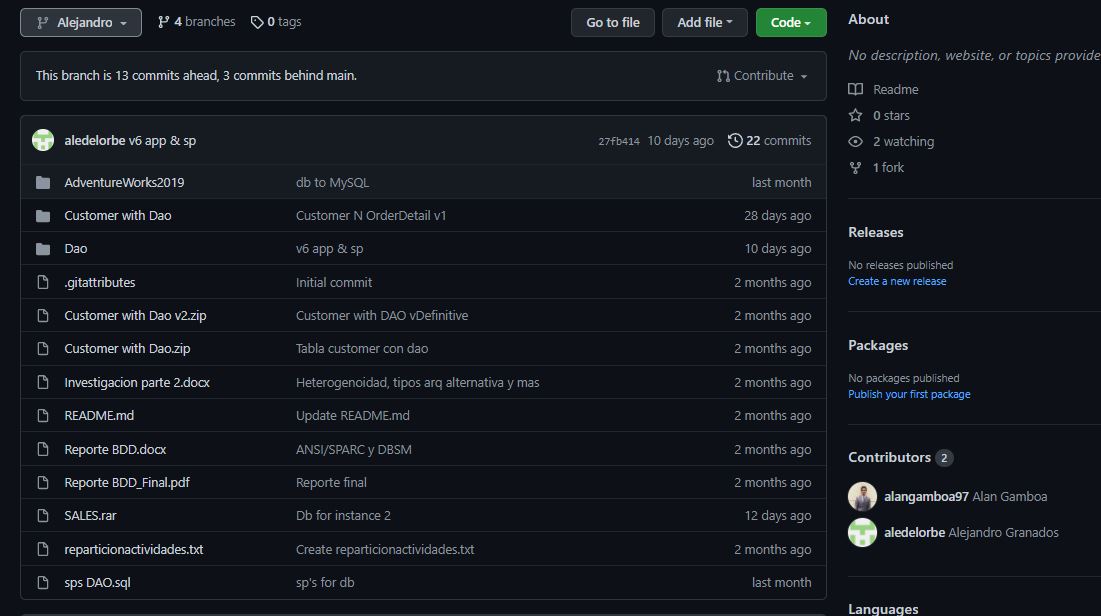 Alejandro
4 branches
0 tags
Go to file
Add file
Code
This branch is 13 commits ahead, 3 commits behind main.
Contribute
aledelorbe v6 app & sp 27fb414 10 days ago 22 commits
AdventureWorks2019 db to MySQL last month
Customer with Dao Customer N OrderDetail v1 28 days ago
Dao v6 app & sp 10 days ago
.gitattributes Initial commit 2 months ago
Customer with Dao v2.zip Customer with DAO vDefinitive 2 months ago
Customer with Dao.zip Tabla customer con dao 2 months ago
Investigacion parte 2.docx Heterogenoidad, tipos arq alternativa y mas 2 months ago
README.md Update README.md 2 months ago
Reporte BDD.docx ANSI/SPARC y DBSM 2 months ago
Reporte BDD_Final.pdf Reporte final 2 months ago
SALES.rar Db for instance 2 12 days ago
reparticionactividades.txt Create reparticionactividades.txt 2 months ago
sps DAO.sql sp's for db last month
About
No description, website, or topics provide
Readme
0 stars
2 watching
1 fork
Releases
No releases published
Create a new release
Packages
No packages published
Publish your first package
Contributors 2
alangamboa97 Alan Gamboa
aledelorbe Alejandro Granados
Languages